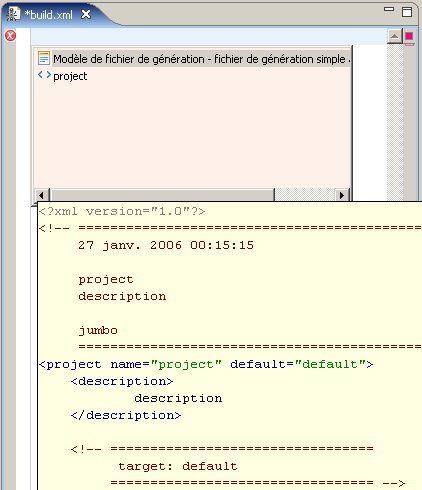 *build.xml
Modèle de fichier de génération - fichier de génération simple
<> project
<?xml version="1.0"?>
<!-- ==========================================
27 janv. 2006 00:15:15
project
description
jumbo
==========================================
<project name="project" default="default">
<description>
description
</description>
<!-- =================================
target: default
================================= -->